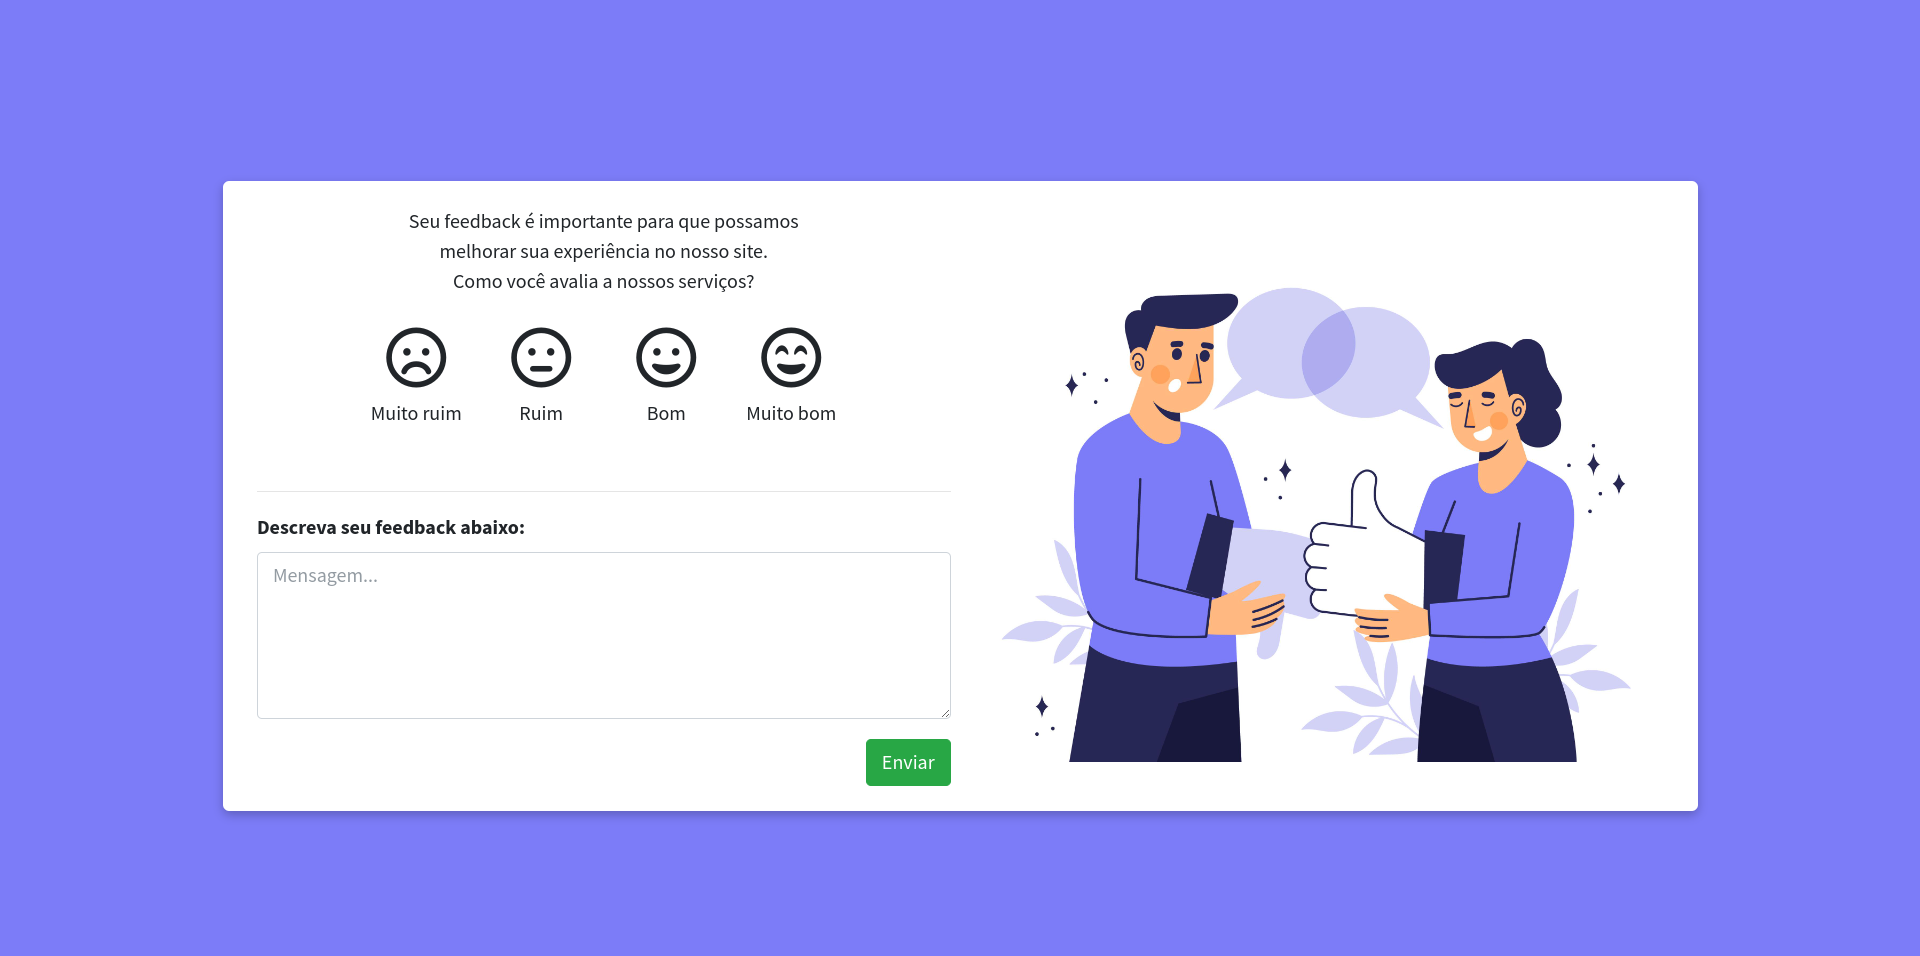 Seu feedback é importante para que possamos
melhorar sua experiência no nosso site.
Como você avalia a nossos serviços?
Muito ruim
Ruim
Bom
Muito bom
Descreva seu feedback abaixo:
Mensagem...
Enviar